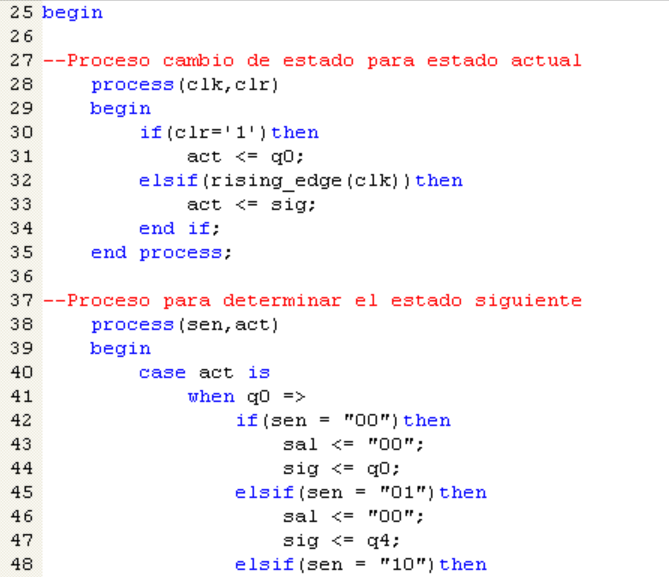 25 begin
26
27 --Proceso cambio de estado para estado actual
28 process(clk,clr)
29 begin
30 if(clr='1')then
31 act <= q0;
32 elsif(rising_edge(clk))then
33 act <= sig;
34 end if;
35 end process;
36
37 --Proceso para determinar el estado siguiente
38 process(sen,act)
39 begin
40 case act is
41 when q0 =>
42 if(sen = "00")then
43 sal <= "00";
44 sig <= q0;
45 elsif(sen = "01")then
46 sal <= "00";
47 sig <= q4;
48 elsif(sen = "10")then